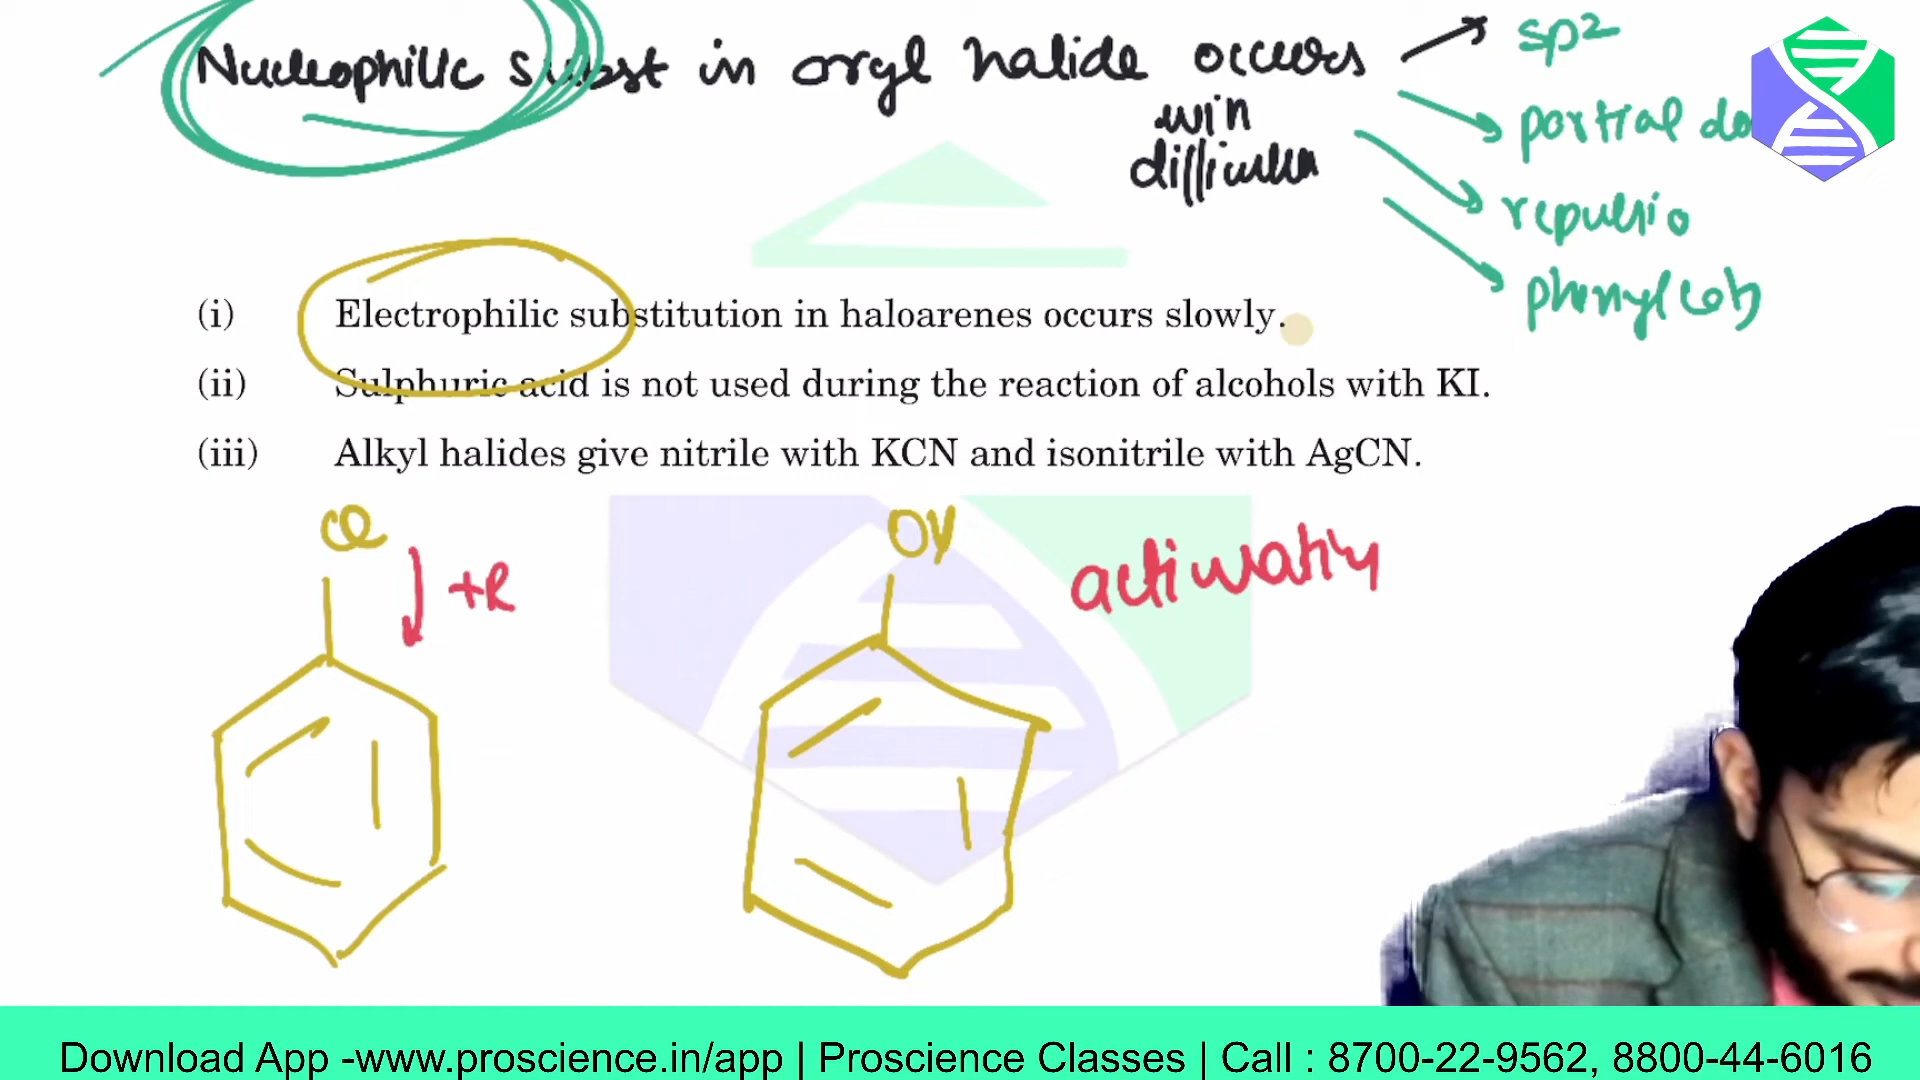 Nucleophilic subst in aryl halide occurs
with
difficulty
sp2
partial do
repulsio
phenyl cat
(i) Electrophilic substitution in haloarenes occurs slowly.
(ii) Sulphuric acid is not used during the reaction of alcohols with KI.
(iii) Alkyl halides give nitrile with KCN and isonitrile with AgCN.
Cl
+R
OH
activating
Download App -www.proscience.in/app | Proscience Classes | Call : 8700-22-9562, 8800-44-6016